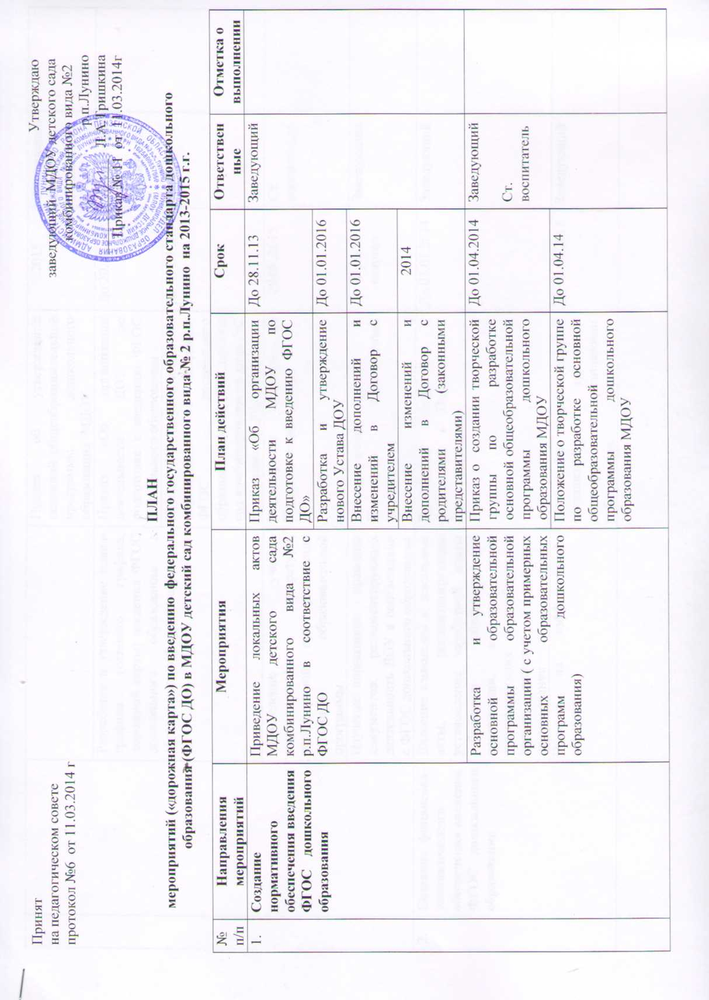 Принят
на педагогическом совете
протокол №6 от 11.03.2014 г
Утверждаю
заведующий МДОУ детского сада
комбинированного вида №2
р.п.Лунино
Л.А.Гришкина
Приказ № 11 от 11.03.2014г
ПЛАН
мероприятий («дорожная карта») по введению федерального государственного образовательного стандарта дошкольного
образования (ФГОС ДО) в МДОУ детский сад комбинированного вида № 2 р.п.Лунино на 2013-2015 г.г.
№
п/п
Направления
мероприятий
Мероприятия
План действий
Срок
Ответствен
ные
Отметка о
выполнении
1.
Создание
нормативного
обеспечения введения
ФГОС дошкольного
образования
Приведение локальных актов
МДОУ детского сада
комбинированного вида №2
р.п.Лунино в соответствие с
ФГОС ДО
Приказ «Об организации
деятельности МДОУ по
подготовке к введению ФГОС
ДО»
До 28.11.13
Заведующий
Разработка и утверждение
нового Устава ДОУ
До 01.01.2016
Внесение дополнений и
изменений в Договор с
учредителем
До 01.01.2016
Внесение изменений и
дополнений в Договор с
родителями (законными
представителями)
2014
Разработка и утверждение
основной образовательной
программы образовательной
организации ( с учетом примерных
основных образовательных
программ дошкольного
образования)
Приказ о создании творческой
группы по разработке
основной общеобразовательной
программы дошкольного
образования МДОУ
До 01.04.2014
Заведующий
Ст.
воспитатель
Положение о творческой группе
по разработке основной
общеобразовательной
программы дошкольного
образования МДОУ
До 01.04.14